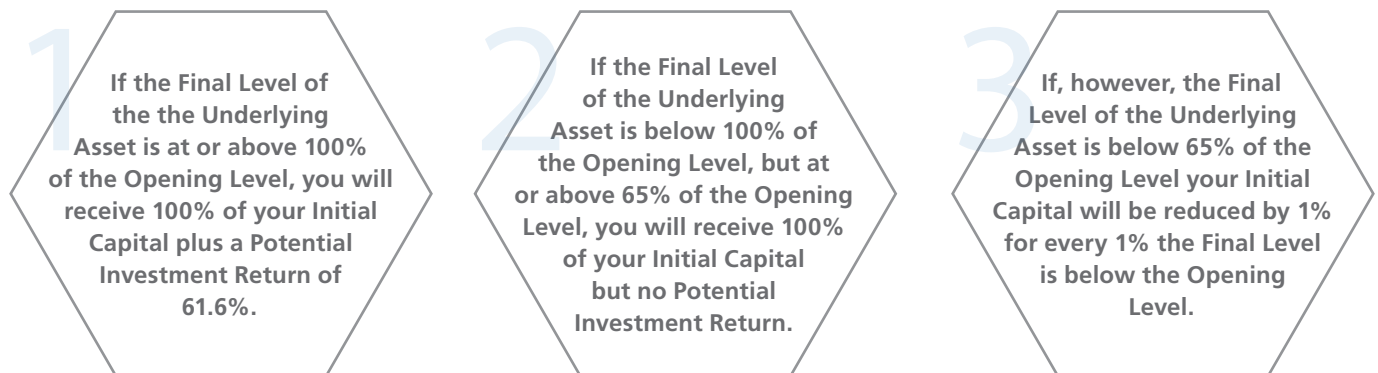 1
If the Final Level of
the the Underlying
Asset is at or above 100%
of the Opening Level, you will
receive 100% of your Initial
Capital plus a Potential
Investment Return of
61.6%.
2
If the Final Level
of the Underlying
Asset is below 100% of
the Opening Level, but at
or above 65% of the Opening
Level, you will receive 100%
of your Initial Capital
but no Potential
Investment Return.
3
If, however, the Final
Level of the Underlying
Asset is below 65% of the
Opening Level your Initial
Capital will be reduced by 1%
for every 1% the Final Level
is below the Opening
Level.